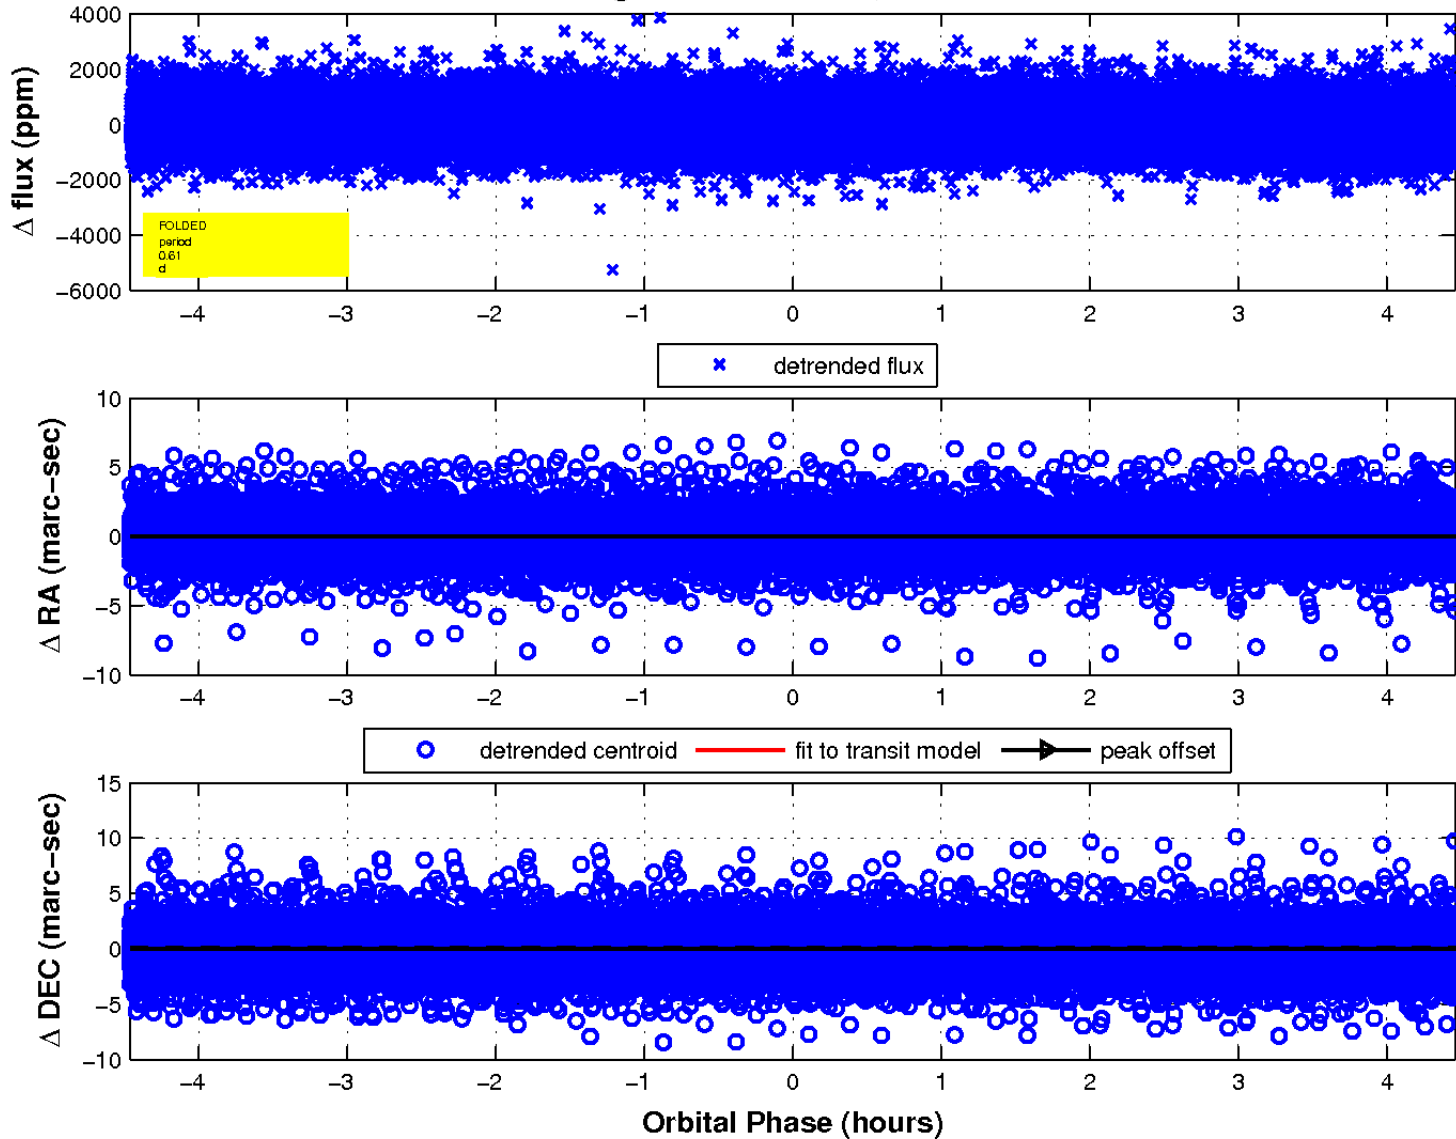 4000
2000
0
−2000
−4000
−6000
Δ flux (ppm)
FOLDED
period
0.61
d
−4 −3 −2 −1 0 1 2 3 4
detrended flux
10
5
0
−5
−10
Δ RA (marc−sec)
−4 −3 −2 −1 0 1 2 3 4
detrended centroid fit to transit model peak offset
15
10
5
0
−5
−10
Δ DEC (marc−sec)
−4 −3 −2 −1 0 1 2 3 4
Orbital Phase (hours)